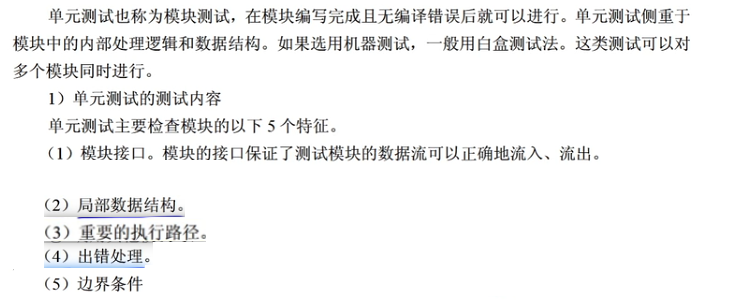 单元测试也称为模块测试，在模块编写完成且无编译错误后就可以进行。单元测试侧重于
模块中的内部处理逻辑和数据结构。如果选用机器测试，一般用白盒测试法。这类测试可以对
多个模块同时进行。
1）单元测试的测试内容
单元测试主要检查模块的以下 5 个特征。
（1）模块接口。模块的接口保证了测试模块的数据流可以正确地流入、流出。
（2）局部数据结构。
（3）重要的执行路径。
（4）出错处理。
（5）边界条件